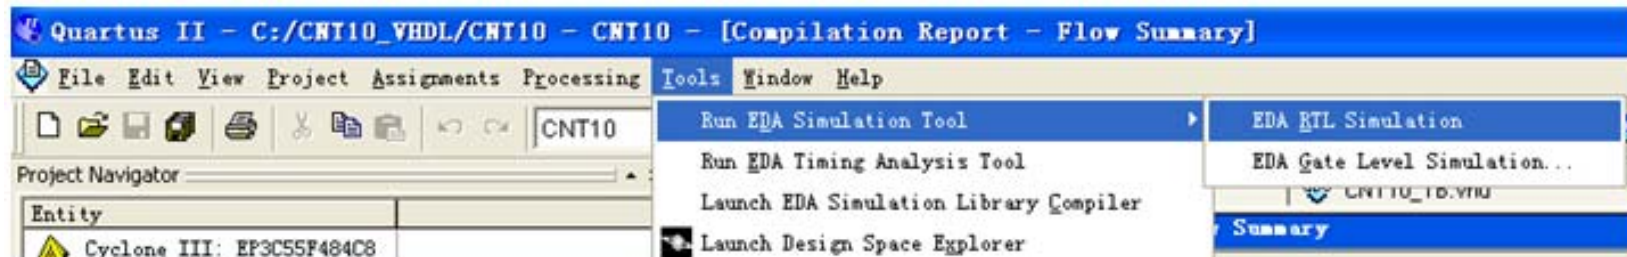 Quartus II - C:/CNT10_VHDL/CNT10 - CNT10 - [Compilation Report - Flow Summary]
File Edit View Project Assignments Processing Tools Window Help
CNT10
Run EDA Simulation Tool
EDA RTL Simulation
Run EDA Timing Analysis Tool
EDA Gate Level Simulation...
Project Navigator
Launch EDA Simulation Library Compiler
CNT10_TB.vhd
Entity
Summary
Launch Design Space Explorer
Cyclone III: EP3C55F484C8